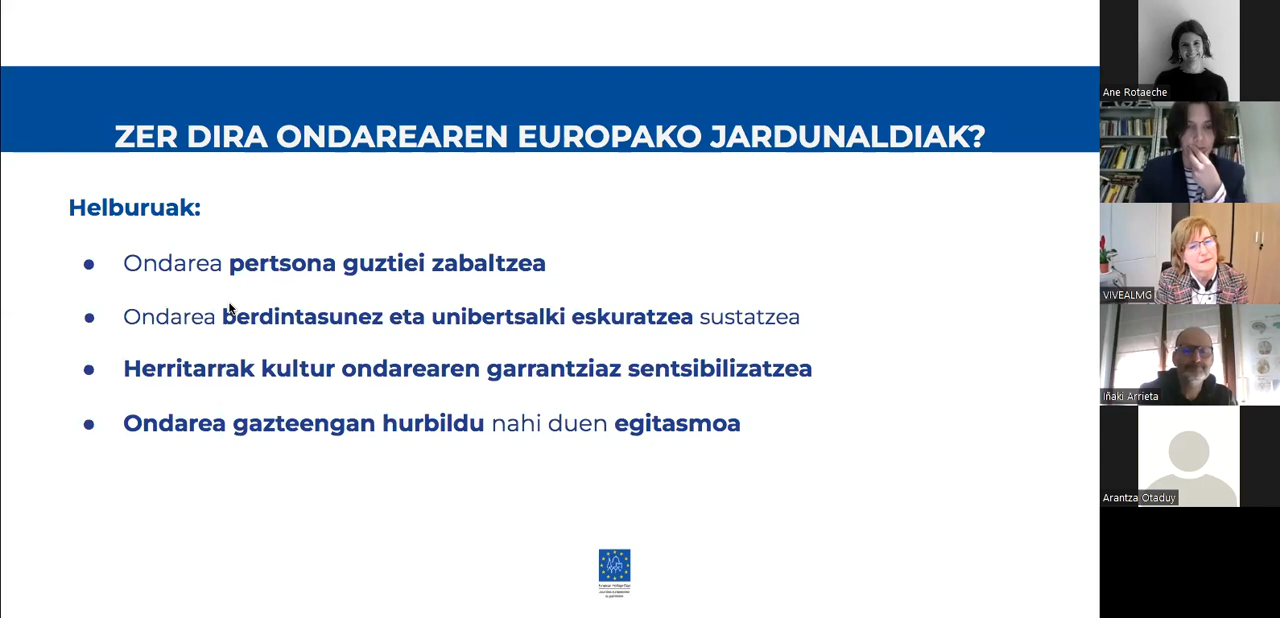 ZER DIRA ONDAREAREN EUROPAKO JARDUNALDIAK?
Helburuak:
● Ondarea pertsona guztiei zabaltzea
● Ondarea berdintasunez eta unibertsalki eskuratzea sustatzea
● Herritarrak kultur ondarearen garrantziaz sentsibilizatzea
● Ondarea gazteengan hurbildu nahi duen egitasmoa
Ane Rotaeche
VIVEALMG
Iñaki Arrieta
Arantza Otaduy